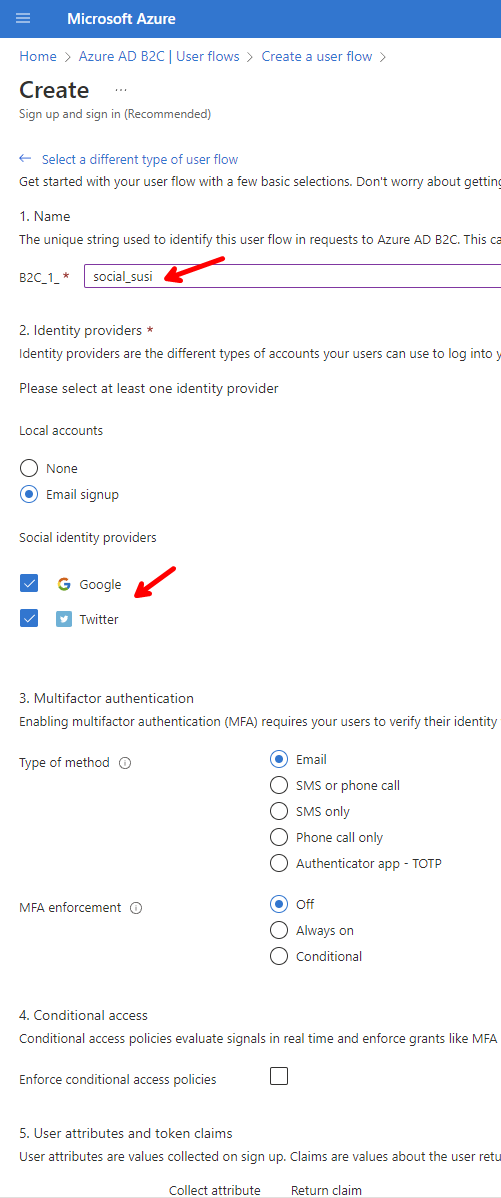 Microsoft Azure
Home > Azure AD B2C | User flows > Create a user flow >
Create ...
Sign up and sign in (Recommended)
← Select a different type of user flow
Get started with your user flow with a few basic selections. Don't worry about getting
1. Name
The unique string used to identify this user flow in requests to Azure AD B2C. This ca
B2C_1_ * social_susi
2. Identity providers *
Identity providers are the different types of accounts your users can use to log into y
Please select at least one identity provider
Local accounts
None
Email signup
Social identity providers
Google
Twitter
3. Multifactor authentication
Enabling multifactor authentication (MFA) requires your users to verify their identity
Type of method
Email
SMS or phone call
SMS only
Phone call only
Authenticator app - TOTP
MFA enforcement
Off
Always on
Conditional
4. Conditional access
Conditional access policies evaluate signals in real time and enforce grants like MFA
Enforce conditional access policies
5. User attributes and token claims
User attributes are values collected on sign up. Claims are values about the user retu
Collect attribute Return claim